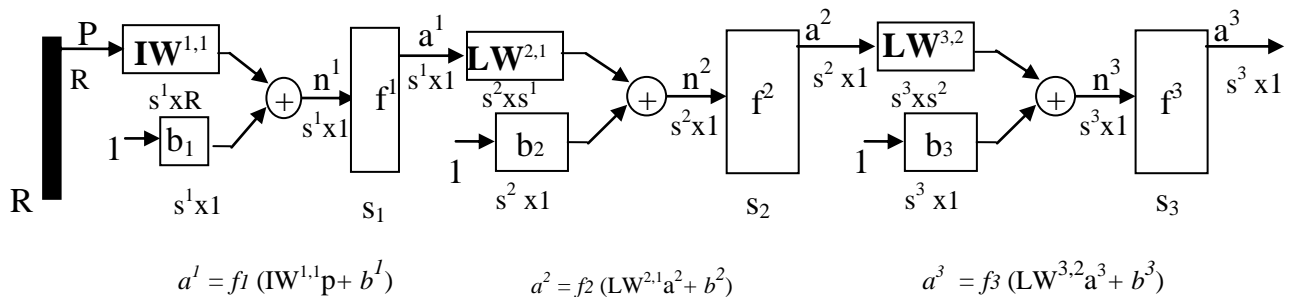 P IW¹,¹ n¹ a¹ LW²,¹ n² a² LW³,² n³ a³
R s¹xR s¹x1 f¹ s¹x1 s²xs¹ s²x1 f² s² x1 s³xs² s³x1 f³ s³ x1
+ + +
1 b₁ 1 b₂ 1 b₃
R s¹x1 s₁ s² x1 s₂ s³ x1 s₃
a¹ = f1 (IW¹,¹p+ b¹) a² = f2 (LW²,¹a²+ b²) a³ = f3 (LW³,²a³+ b³)